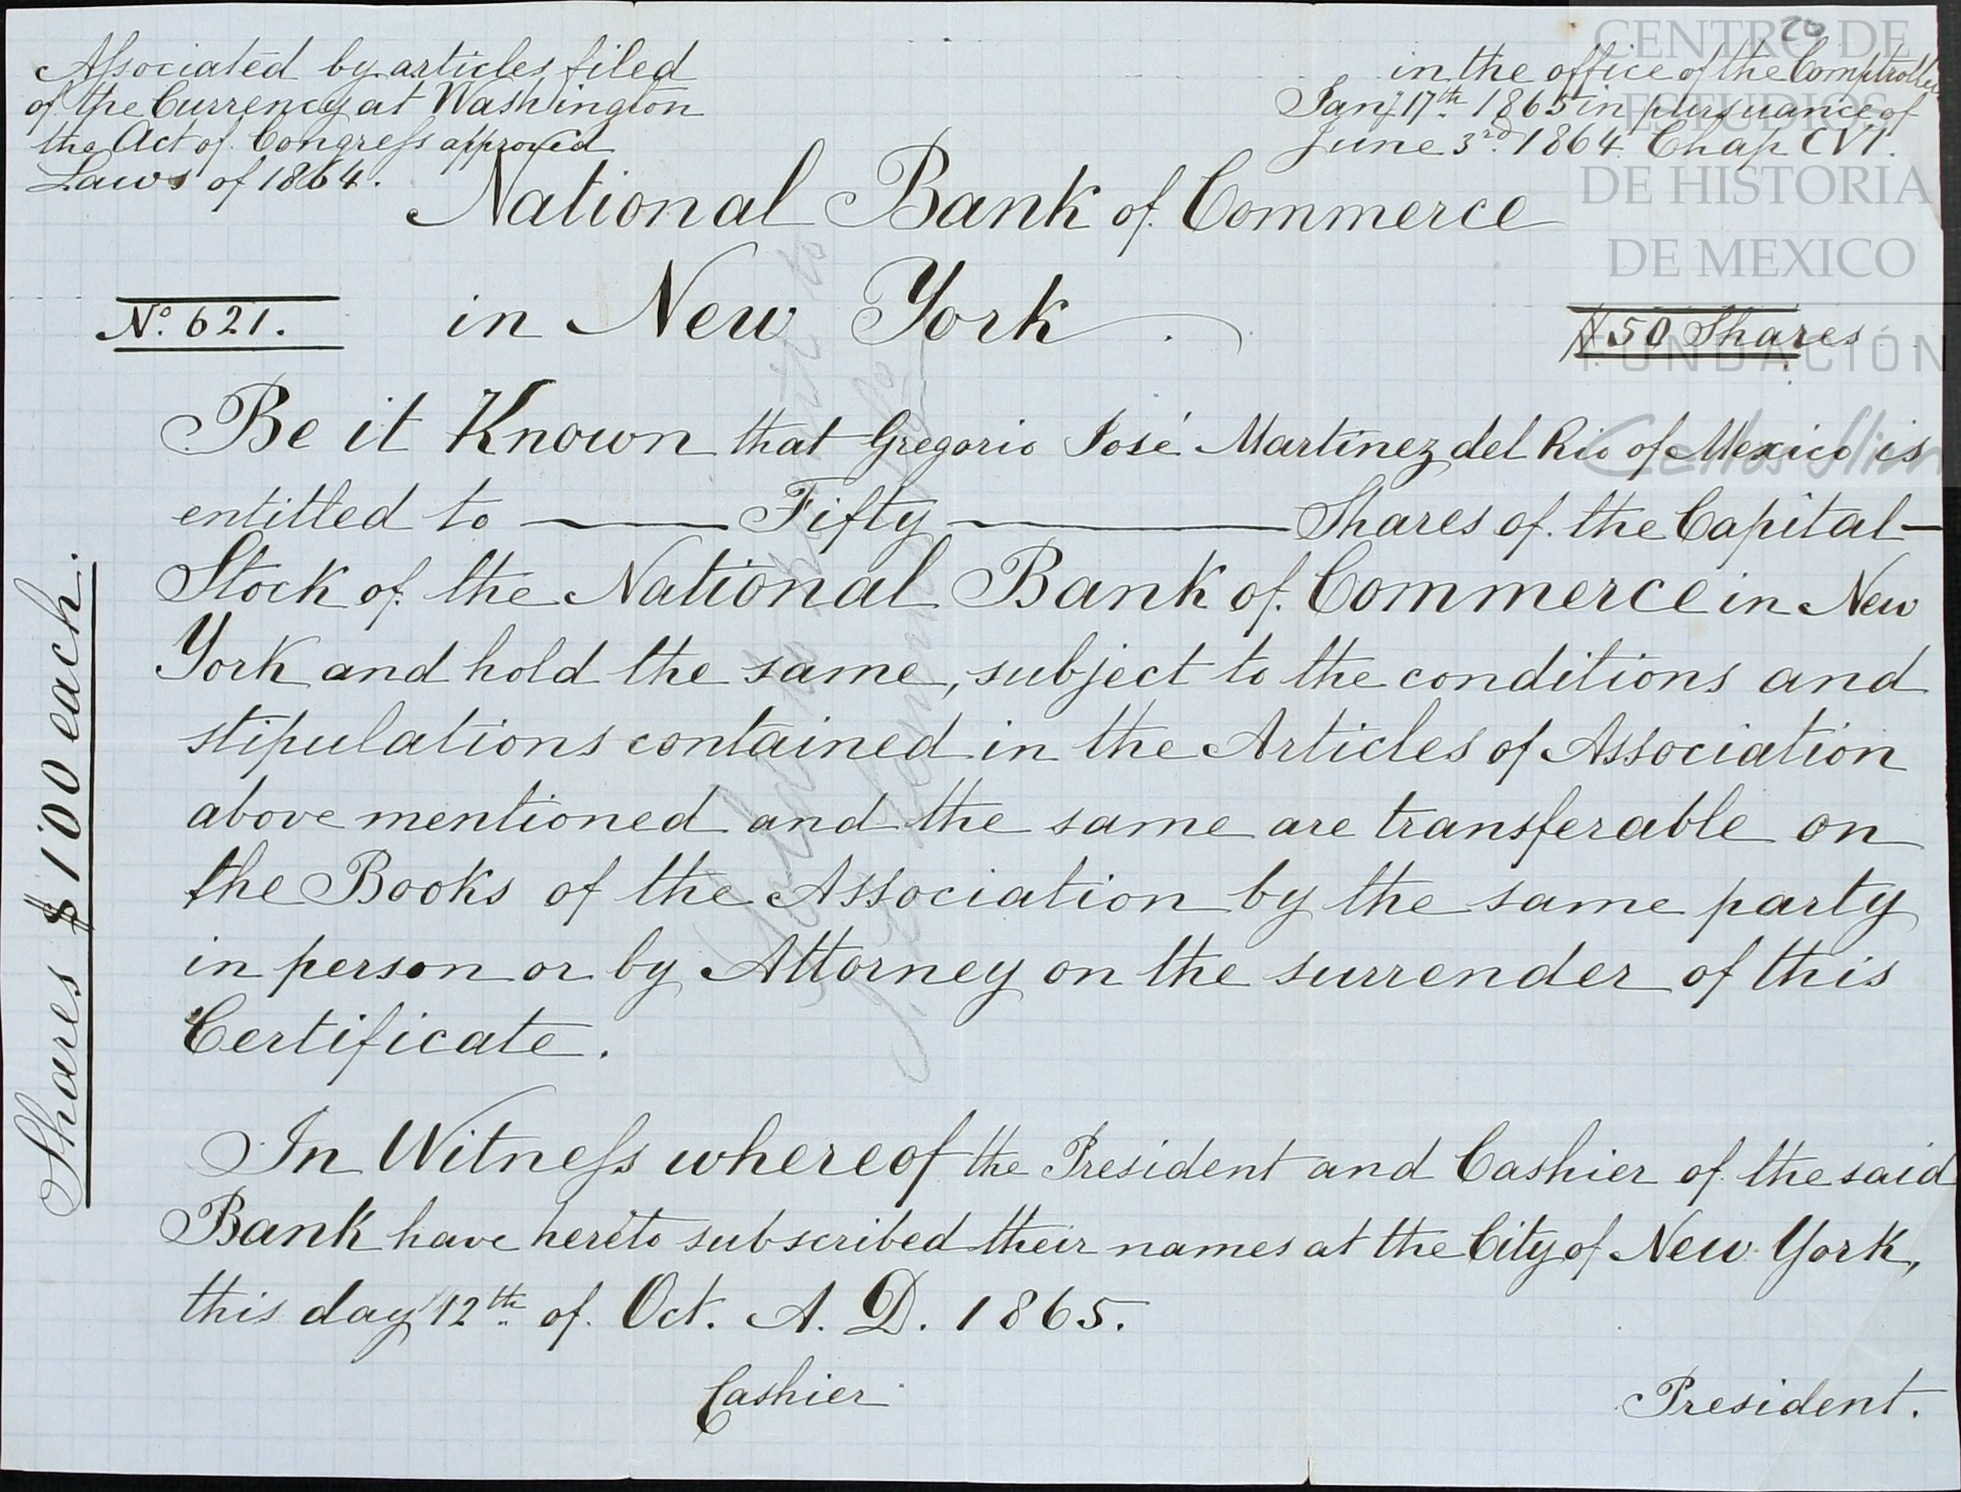 20
Associated by articles filed in the office of the Comptroller
of the Currency at Washington Jany 17th 1865 in pursuance of
the Act of Congress approved June 3rd 1864 Chap CVI.
Laws of 1864.
National Bank of Commerce
No. 621. in New York. $50 Shares
Be it Known that Gregorio José Martinez del Rio of Mexico is
entitled to Fifty Shares of the Capital
Stock of the National Bank of Commerce in New
York and hold the same, subject to the conditions and
stipulations contained in the Articles of Association
above mentioned and the same are transferable on
the Books of the Association by the same party
in person or by Attorney on the surrender of this
Certificate.
In Witness whereof the President and Cashier of the said
Bank have hereto subscribed their names at the City of New York,
this day 12th of Oct. A. D. 1865.
Cashier President.
Shares $100 each.
CENTRO DE
ESTUDIOS
DE HISTORIA
DE MEXICO
FUNDACIÓN
Carlos Slim